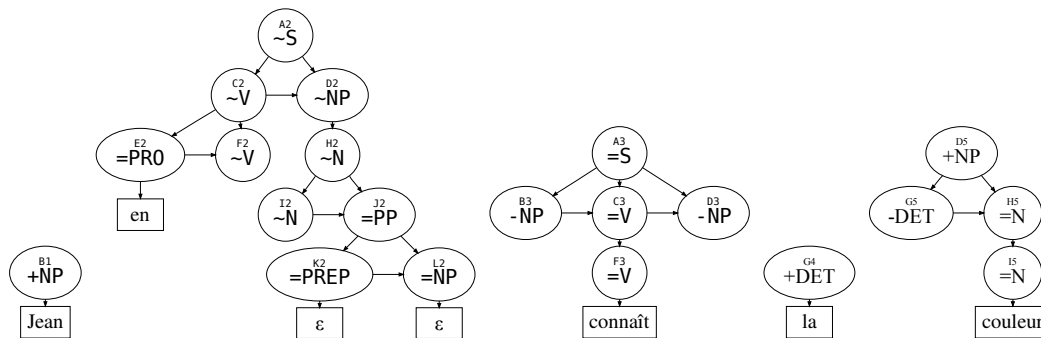 A2
~S
C2
~V
D2
~NP
E2
=PRO
F2
~V
H2
~N
en
I2
~N
J2
=PP
K2
=PREP
L2
=NP
ε
ε
B1
+NP
Jean
A3
=S
B3
-NP
C3
=V
D3
-NP
F3
=V
connaît
G4
+DET
la
D5
+NP
G5
-DET
H5
=N
I5
=N
couleur